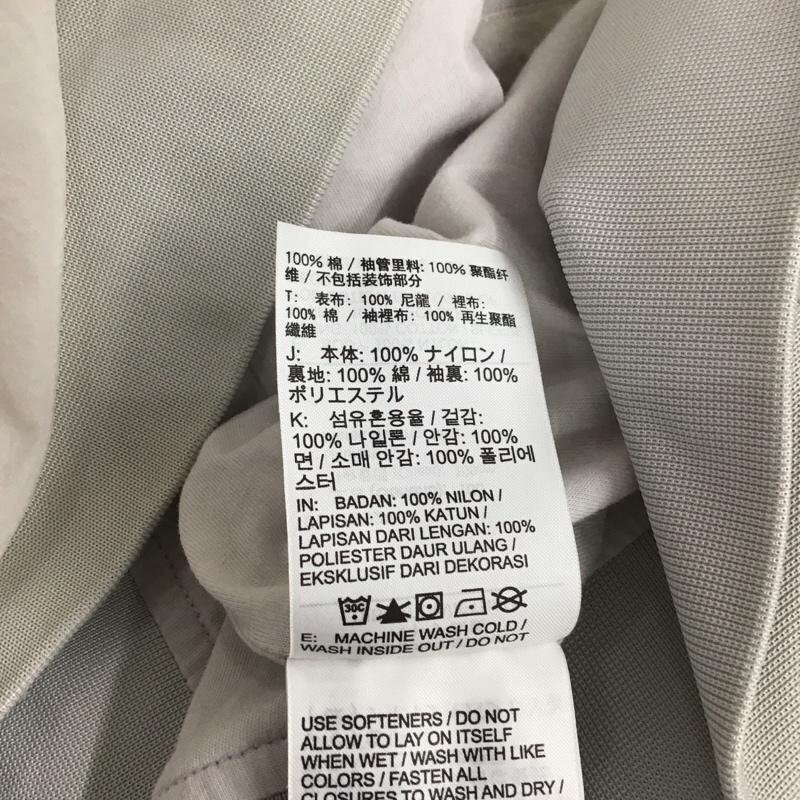 100% 棉 / 袖管里料: 100% 聚酯纤
维 / 不包括装饰部分
T: 表布: 100% 尼龍 / 裡布:
100% 棉 / 袖裡布: 100% 再生聚酯
纖維
J: 本体: 100% ナイロン /
裏地: 100% 綿 / 袖裏: 100%
ポリエステル
K: 섬유혼용율 / 겉감:
100% 나일론 / 안감: 100%
면 / 소매 안감: 100% 폴리에
스터
IN: BADAN: 100% NILON /
LAPISAN: 100% KATUN /
LAPISAN DARI LENGAN: 100%
POLIESTER DAUR ULANG /
EKSKLUSIF DARI DEKORASI
30C
E: MACHINE WASH COLD /
WASH INSIDE OUT / DO NOT
USE SOFTENERS / DO NOT
ALLOW TO LAY ON ITSELF
WHEN WET / WASH WITH LIKE
COLORS / FASTEN ALL
CLOSURES TO WASH AND DRY /